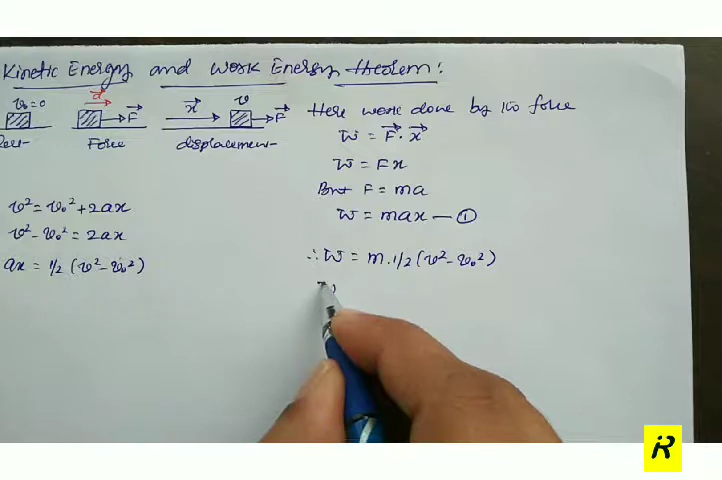 Kinetic Energy and Work Energy theorem:
v₀=0
a⃗
F⃗
x⃗
v
F⃗
Force
displacement
v² = v₀² + 2ax
v² - v₀² = 2ax
ax = 1/2 (v² - v₀²)
Here work done by the force
W = F⃗ · x⃗
W = Fx
But F = ma
W = max — ①
∴ W = m. 1/2 (v² - v₀²)
iR